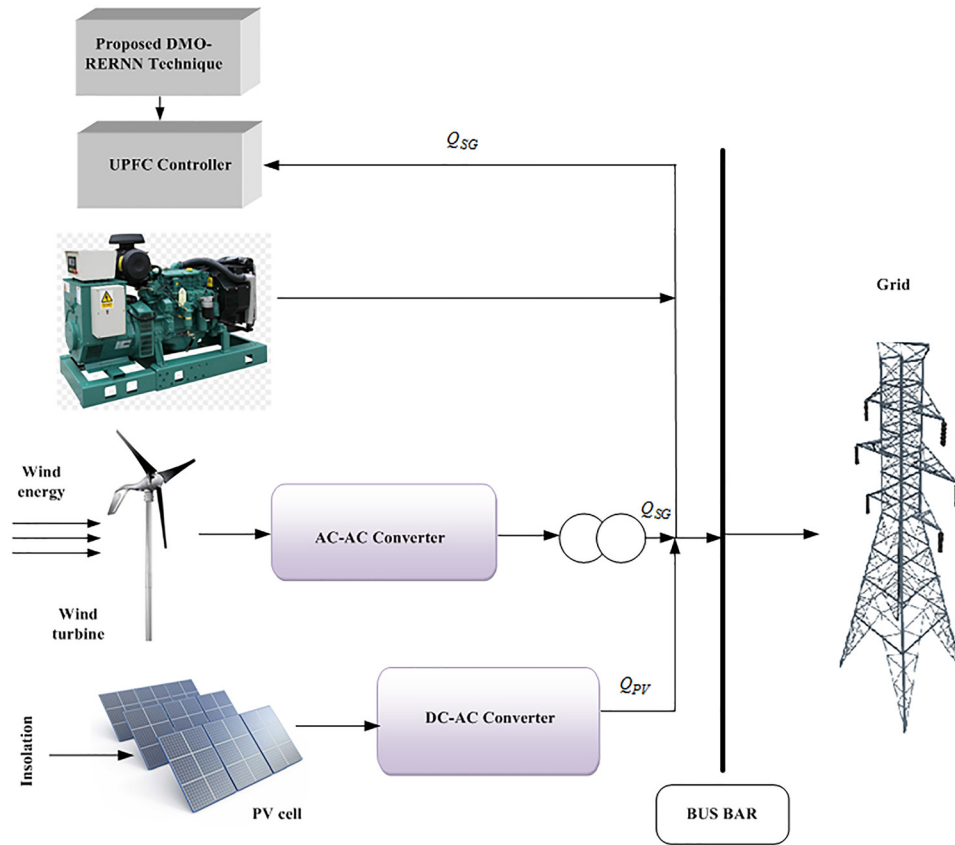 Proposed DMO-
RERNN Technique
UPFC Controller
Q_SG
Grid
Wind
energy
AC-AC Converter
Q_SG
Wind
turbine
Q_PV
DC-AC Converter
Insolation
PV cell
BUS BAR